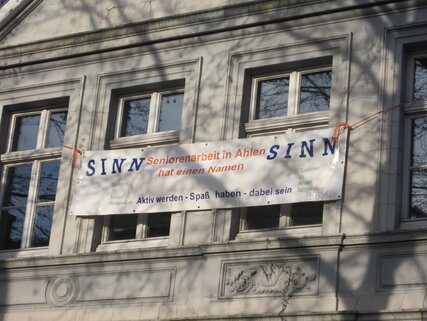 SINN Seniorenarbeit in Ahlen SINN
hat einen Namen
Aktiv werden - Spaß haben - dabei sein